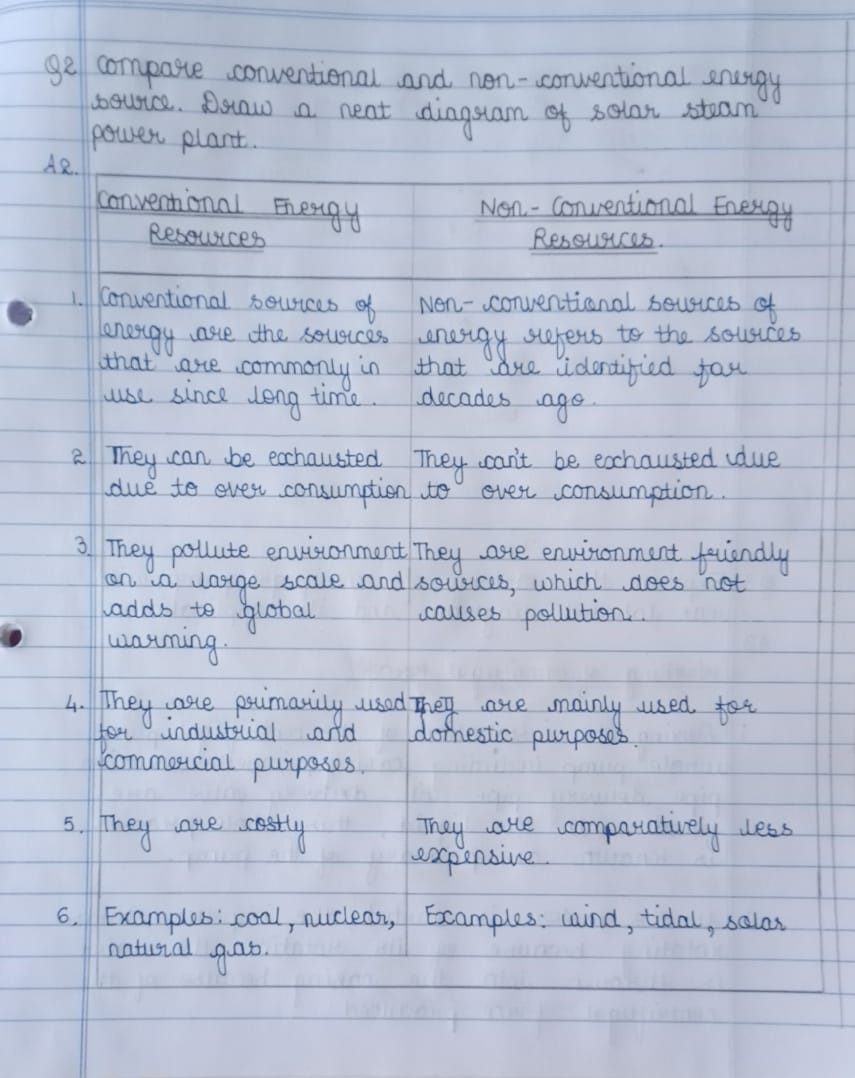 Q2 Compare conventional and non-conventional energy
source. Draw a neat diagram of solar steam
power plant.
A2.
Conventional Energy
Resources
Non-Conventional Energy
Resources.
1. Conventional sources of
energy are the sources
that are commonly in
use since long time.
Non-conventional sources of
energy refers to the sources
that are identified far
decades ago.
2. They can be exchausted
due to over consumption
They can't be exchausted due
to over consumption.
3. They pollute environment
on a large scale and
adds to global
warming.
They are environment friendly
sources, which does not
causes pollution.
4. They are primarily used
for industrial and
commercial purposes.
They are mainly used for
domestic purposes.
5. They are costly
They are comparatively less
expensive.
6. Examples: coal, nuclear,
natural gas.
Examples: wind, tidal, solar